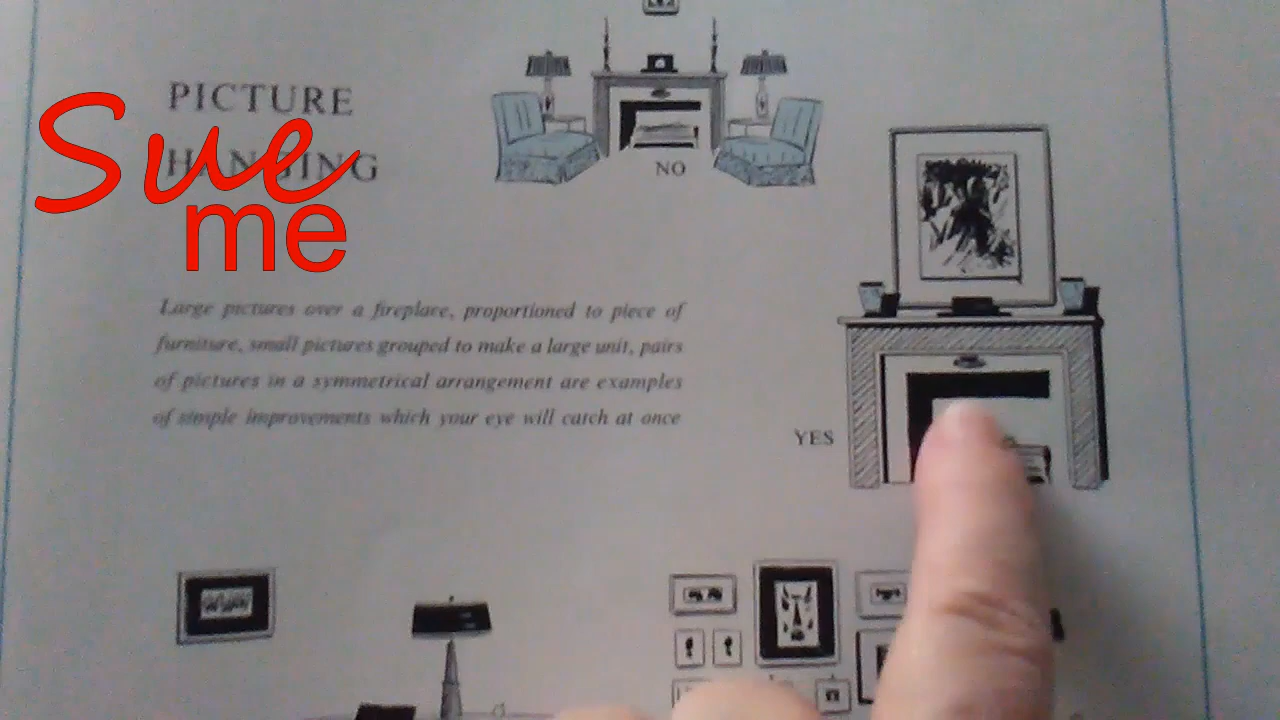 PICTURE
HANGING
Sue
me
NO
Large pictures over a fireplace, proportioned to piece of
furniture, small pictures grouped to make a large unit, pairs
of pictures in a symmetrical arrangement are examples
of simple improvements which your eye will catch at once
YES